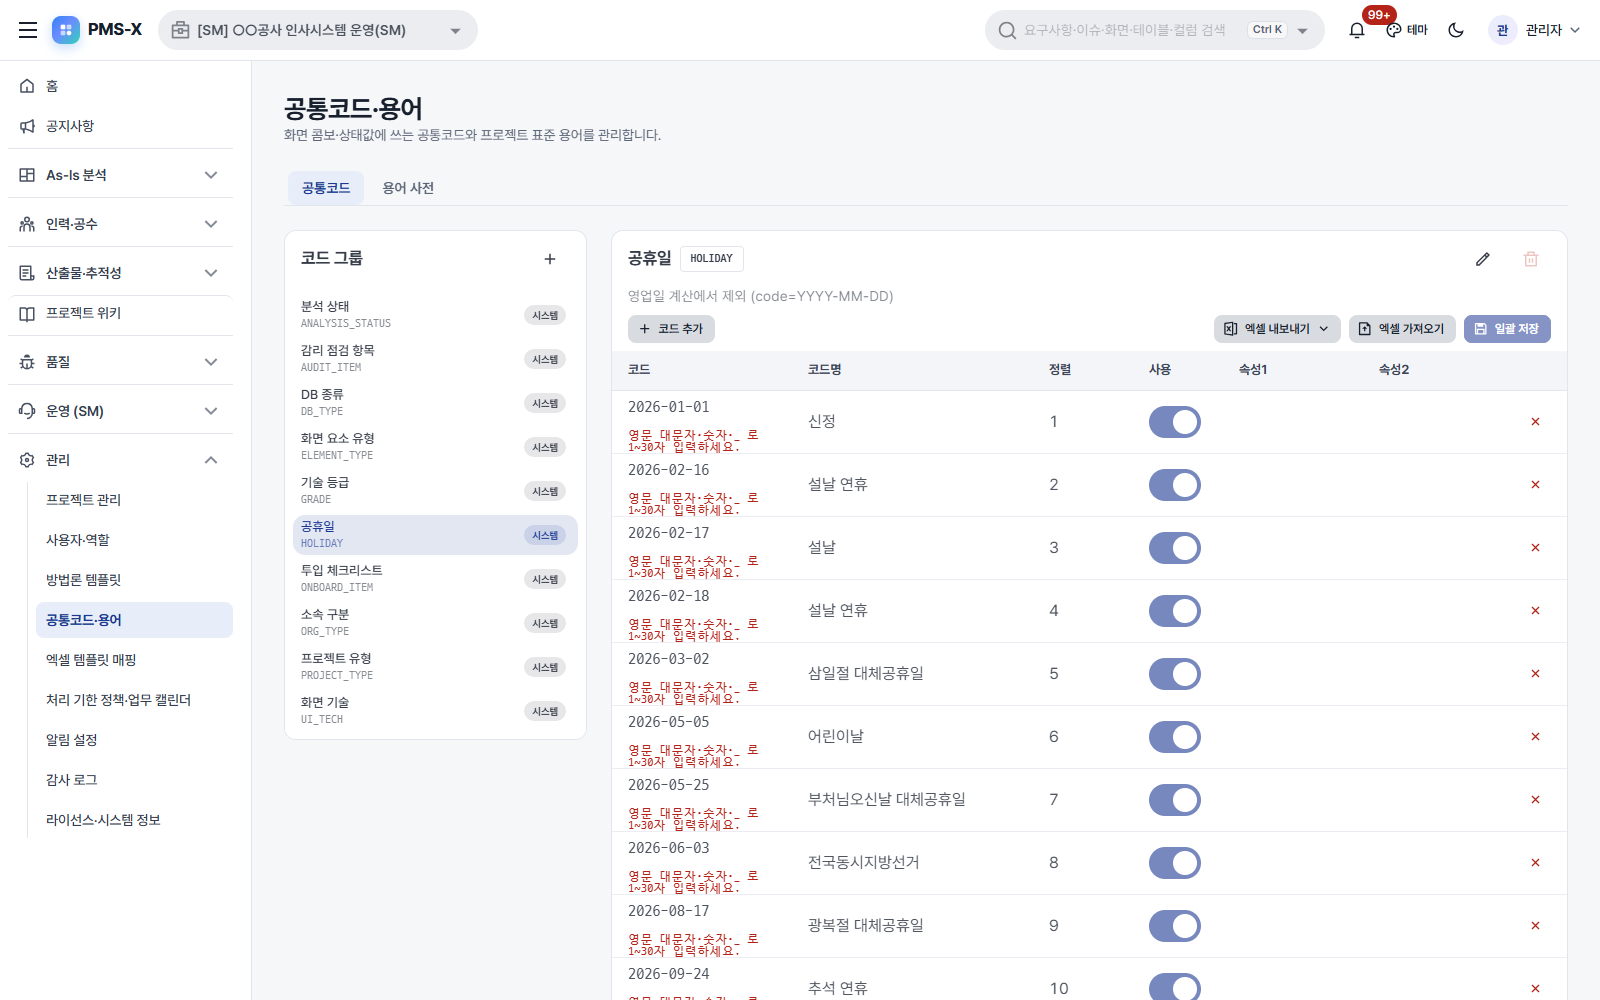 PMS-X
[SM] 〇〇공사 인사시스템 운영(SM)
요구사항·이슈·화면·테이블·컬럼 검색
Ctrl K
99+
테마
관
관리자
홈
공지사항
As-Is 분석
인력·공수
산출물·추적성
프로젝트 위키
품질
운영 (SM)
관리
프로젝트 관리
사용자·역할
방법론 템플릿
공통코드·용어
엑셀 템플릿 매핑
처리 기한 정책·업무 캘린더
알림 설정
감사 로그
라이선스·시스템 정보
공통코드·용어
화면 콤보·상태값에 쓰는 공통코드와 프로젝트 표준 용어를 관리합니다.
공통코드
용어 사전
코드 그룹
분석 상태
ANALYSIS_STATUS
시스템
감리 점검 항목
AUDIT_ITEM
시스템
DB 종류
DB_TYPE
시스템
화면 요소 유형
ELEMENT_TYPE
시스템
기술 등급
GRADE
시스템
공휴일
HOLIDAY
시스템
투입 체크리스트
ONBOARD_ITEM
시스템
소속 구분
ORG_TYPE
시스템
프로젝트 유형
PROJECT_TYPE
시스템
화면 기술
UI_TECH
시스템
공휴일 HOLIDAY
영업일 계산에서 제외 (code=YYYY-MM-DD)
코드 추가
엑셀 내보내기
엑셀 가져오기
일괄 저장
코드 코드명 정렬 사용 속성1 속성2
2026-01-01
영문 대문자·숫자·_ 로
1~30자 입력하세요.
신정 1
2026-02-16
영문 대문자·숫자·_ 로
1~30자 입력하세요.
설날 연휴 2
2026-02-17
영문 대문자·숫자·_ 로
1~30자 입력하세요.
설날 3
2026-02-18
영문 대문자·숫자·_ 로
1~30자 입력하세요.
설날 연휴 4
2026-03-02
영문 대문자·숫자·_ 로
1~30자 입력하세요.
삼일절 대체공휴일 5
2026-05-05
영문 대문자·숫자·_ 로
1~30자 입력하세요.
어린이날 6
2026-05-25
영문 대문자·숫자·_ 로
1~30자 입력하세요.
부처님오신날 대체공휴일 7
2026-06-03
영문 대문자·숫자·_ 로
1~30자 입력하세요.
전국동시지방선거 8
2026-08-17
영문 대문자·숫자·_ 로
1~30자 입력하세요.
광복절 대체공휴일 9
2026-09-24
영문 대문자·숫자·_ 로
추석 연휴 10